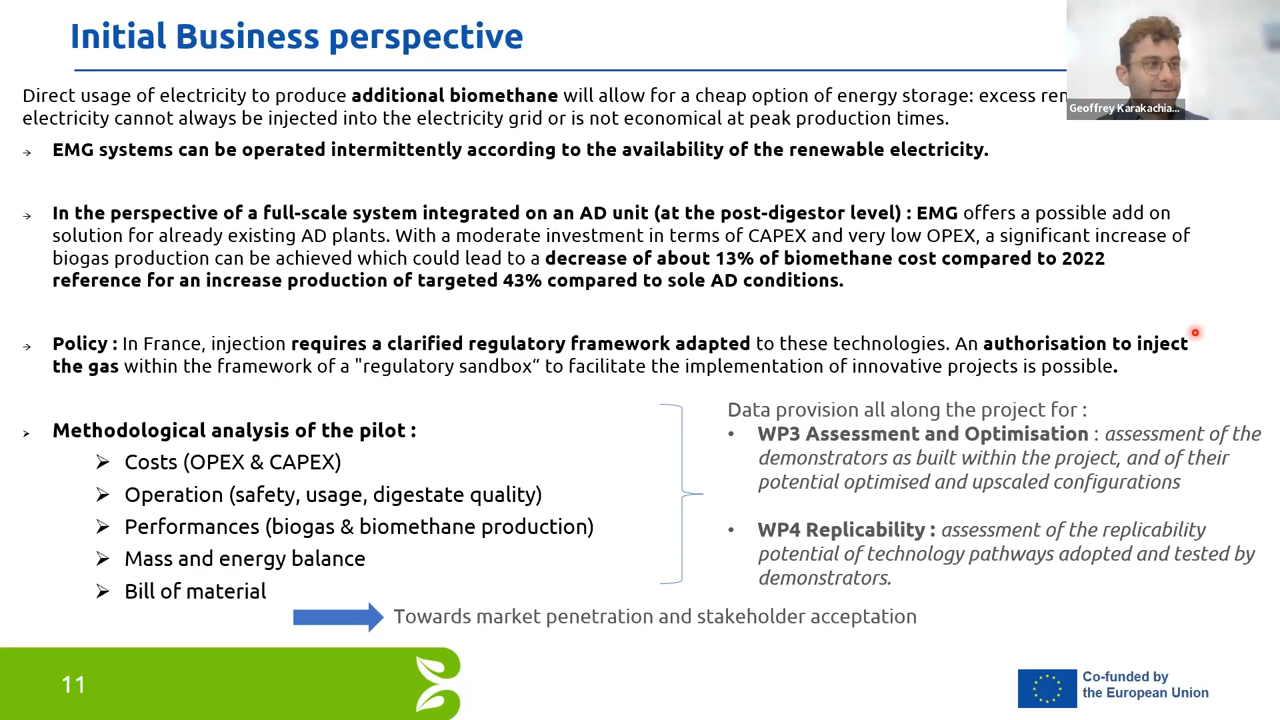 Initial Business perspective
Direct usage of electricity to produce additional biomethane will allow for a cheap option of energy storage: excess
electricity cannot always be injected into the electricity grid or is not economical at peak production times.
→ EMG systems can be operated intermittently according to the availability of the renewable electricity.
→ In the perspective of a full-scale system integrated on an AD unit (at the post-digestor level) : EMG offers a possible add on
solution for already existing AD plants. With a moderate investment in terms of CAPEX and very low OPEX, a significant increase of
biogas production can be achieved which could lead to a decrease of about 13% of biomethane cost compared to 2022
reference for an increase production of targeted 43% compared to sole AD conditions.
→ Policy : In France, injection requires a clarified regulatory framework adapted to these technologies. An authorisation to inject
the gas within the framework of a "regulatory sandbox“ to facilitate the implementation of innovative projects is possible.
➢ Methodological analysis of the pilot :
➢ Costs (OPEX & CAPEX)
➢ Operation (safety, usage, digestate quality)
➢ Performances (biogas & biomethane production)
➢ Mass and energy balance
➢ Bill of material
Data provision all along the project for :
• WP3 Assessment and Optimisation : assessment of the
demonstrators as built within the project, and of their
potential optimised and upscaled configurations
• WP4 Replicability : assessment of the replicability
potential of technology pathways adopted and tested by
demonstrators.
Towards market penetration and stakeholder acceptation
11
Co-funded by
the European Union
Geoffrey Karakachia...